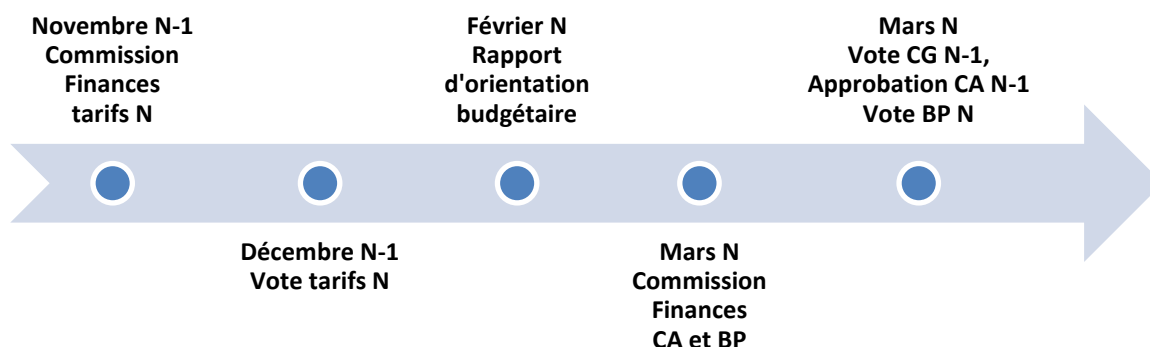 Novembre N-1
Commission
Finances
tarifs N
Décembre N-1
Vote tarifs N
Février N
Rapport
d'orientation
budgétaire
Mars N
Commission
Finances
CA et BP
Mars N
Vote CG N-1,
Approbation CA N-1
Vote BP N